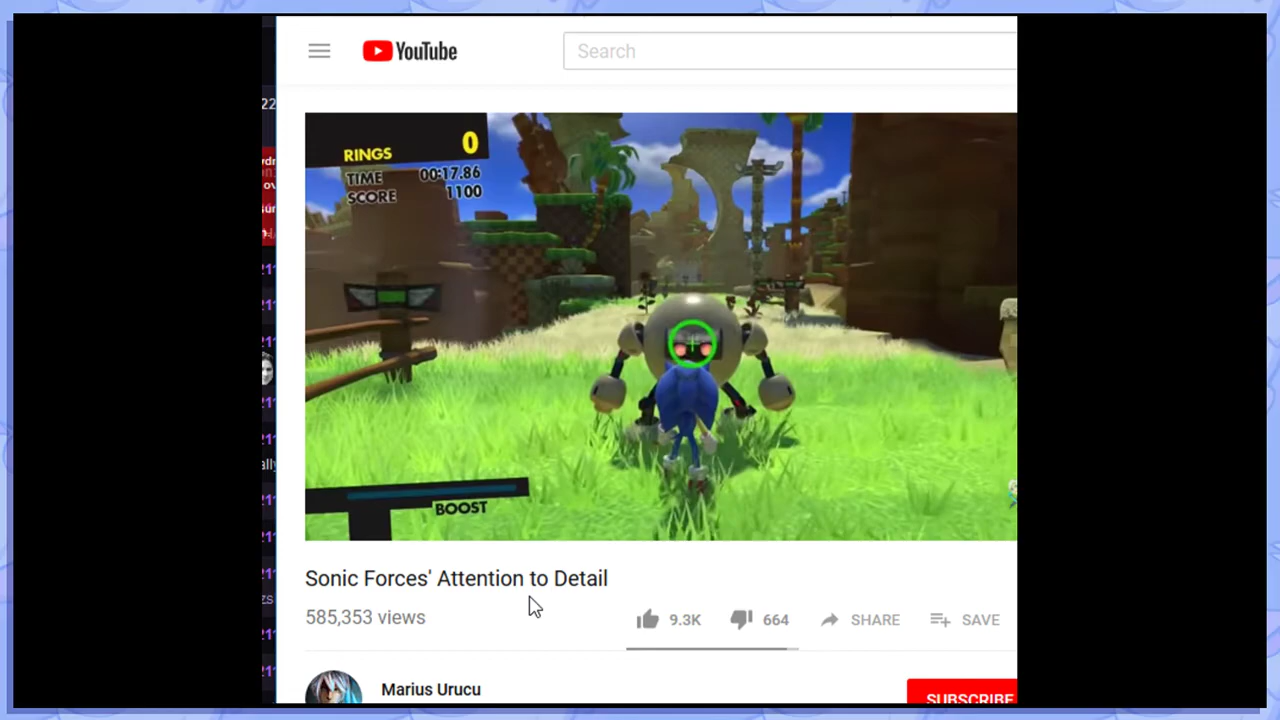 YouTube
Search
RINGS 0
TIME 00:17.86
SCORE 1100
BOOST
Sonic Forces' Attention to Detail
585,353 views
9.3K
664
SHARE
SAVE
Marius Urucu
SUBSCRIBE